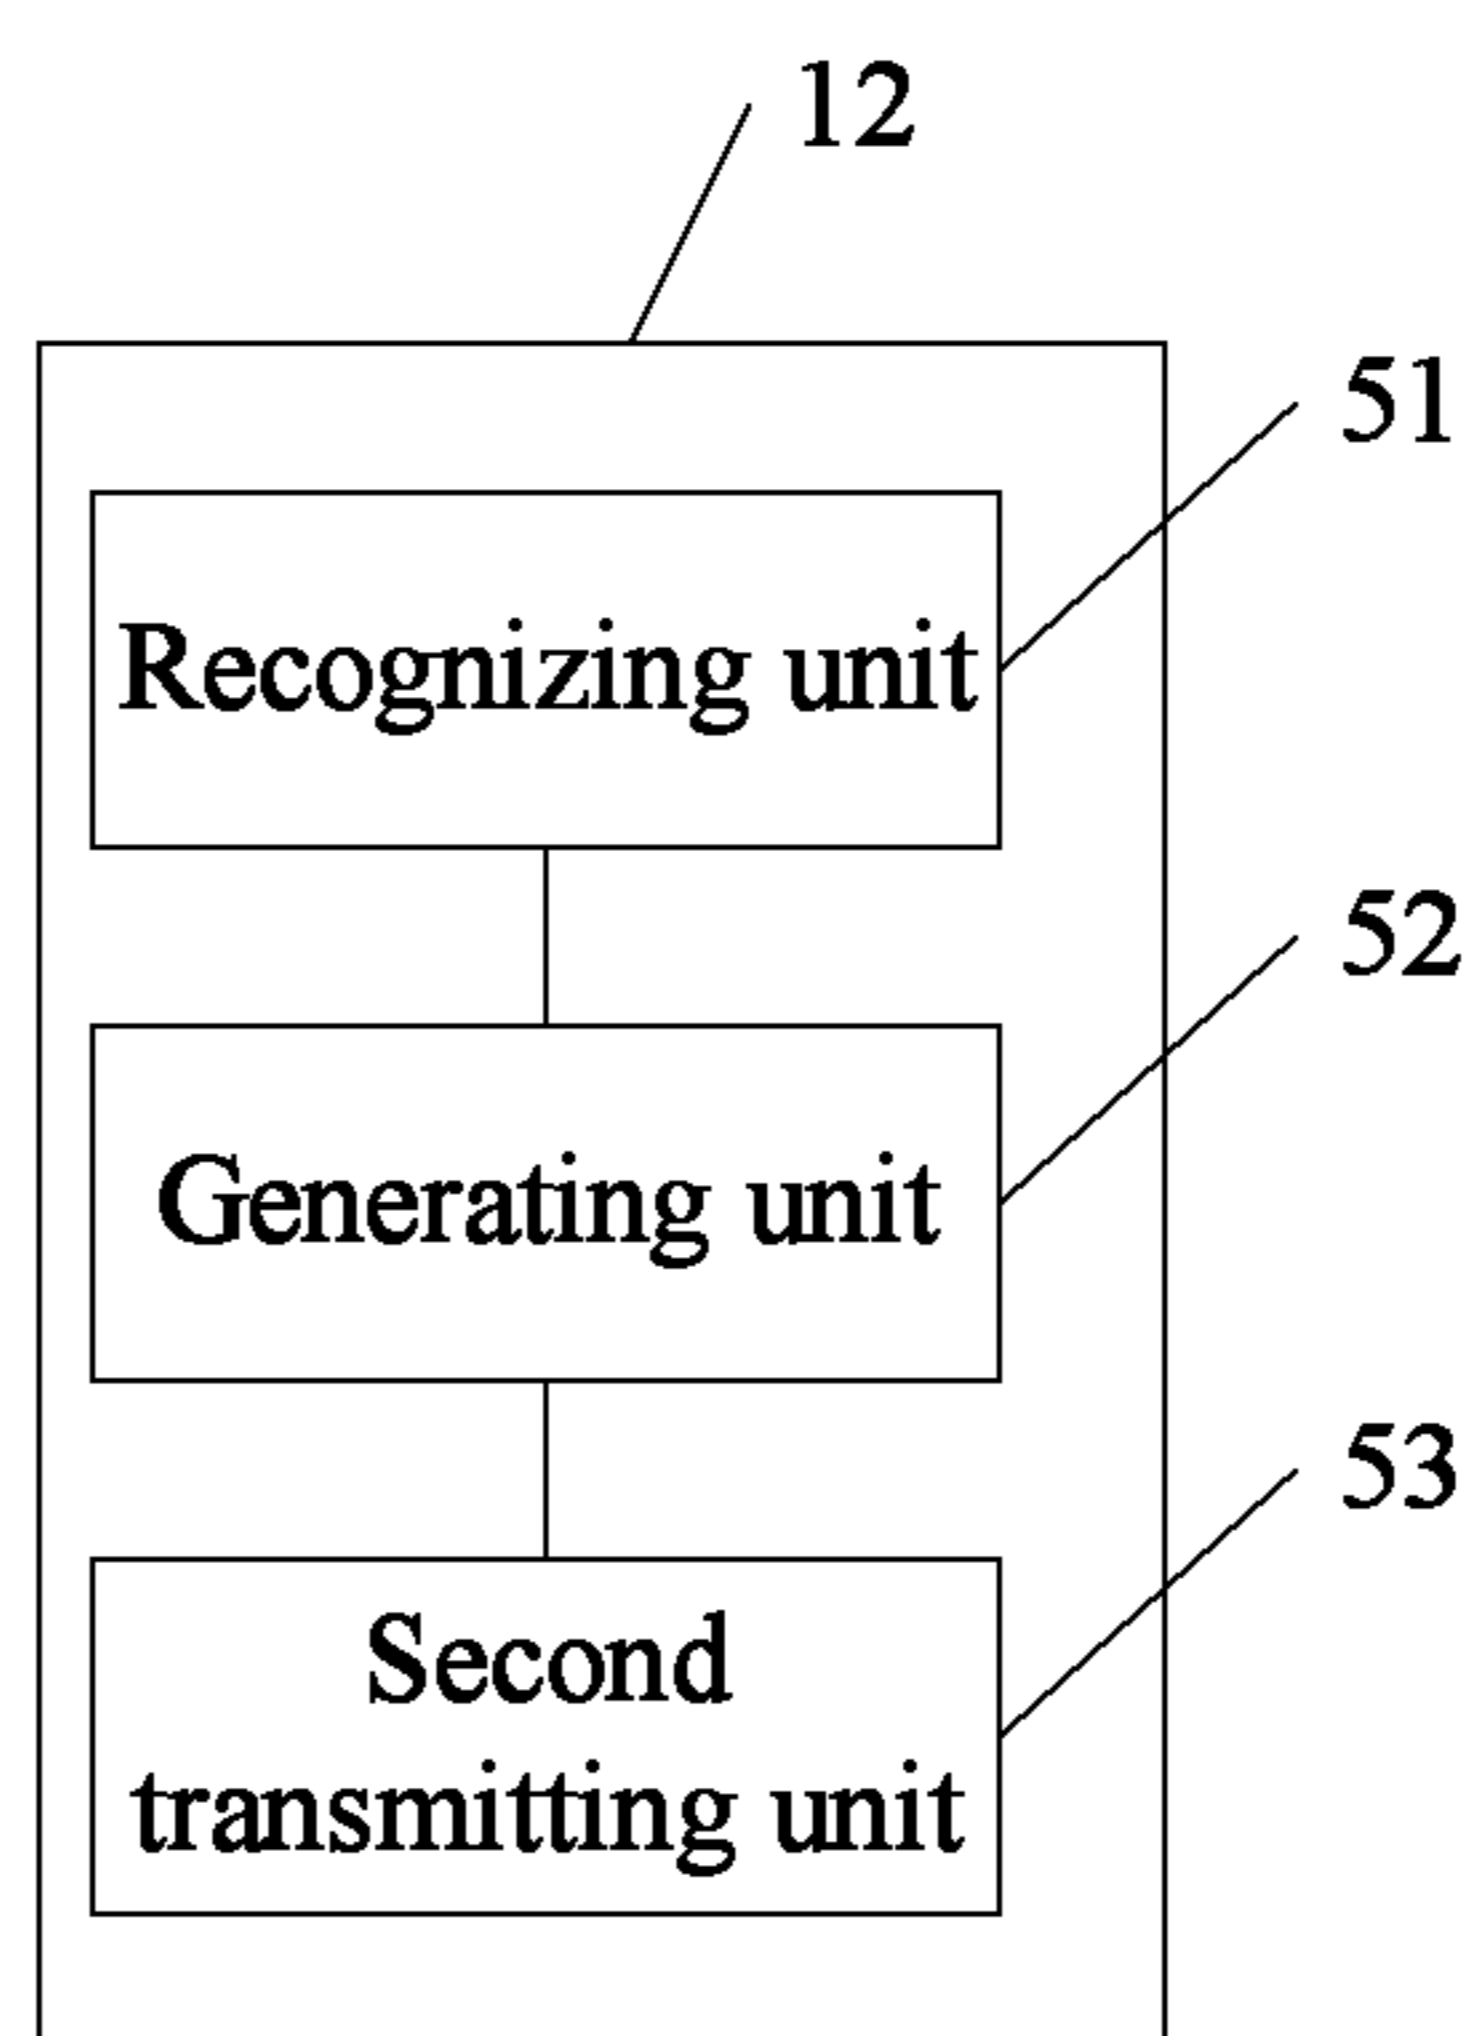 12
51
Recognizing unit
52
Generating unit
53
Second
transmitting unit